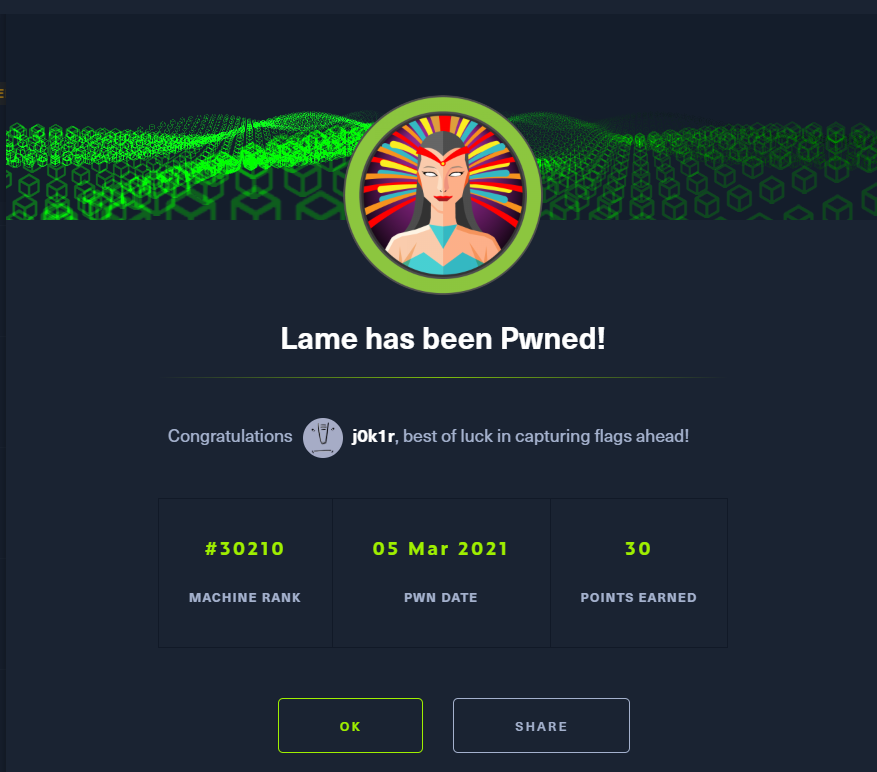 Lame has been Pwned!
Congratulations j0k1r, best of luck in capturing flags ahead!
#30210 05 Mar 2021 30
MACHINE RANK PWN DATE POINTS EARNED
OK SHARE